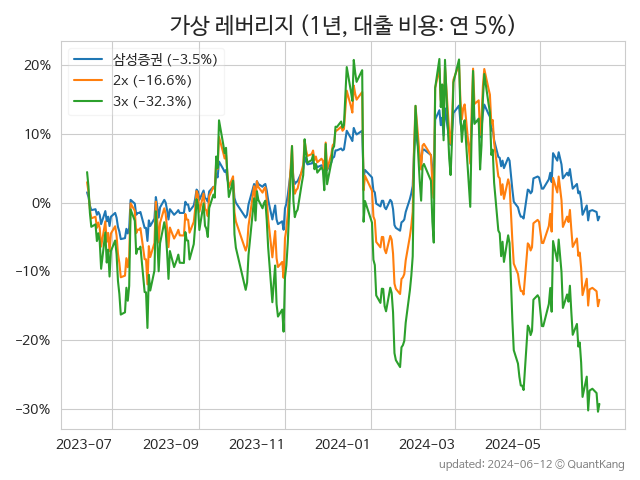 가상 레버리지 (1년, 대출 비용: 연 5%)
삼성증권 (−3.5%)
2x (−16.6%)
3x (−32.3%)
20%
10%
0%
−10%
−20%
−30%
2023-07
2023-09
2023-11
2024-01
2024-03
2024-05
updated: 2024-06-12 © QuantKang